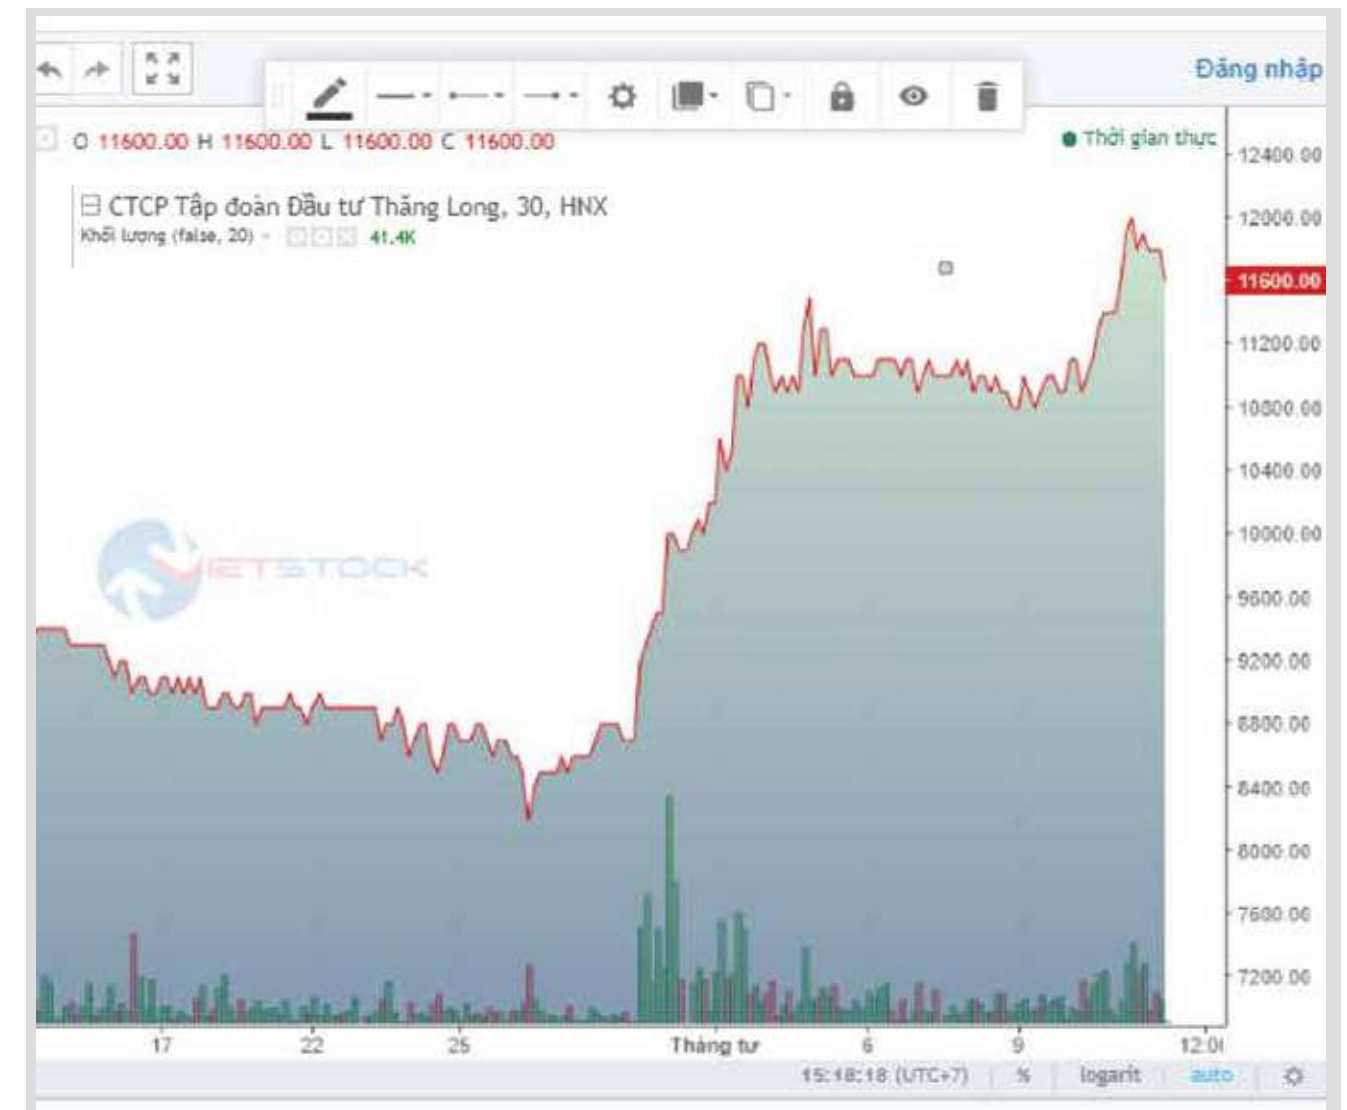 Đăng nhập
O 11600.00 H 11600.00 L 11600.00 C 11600.00
Thời gian thực
CTCP Tập đoàn Đầu tư Thăng Long, 30, HNX
Khối lượng (false, 20) 41.4K
12400.00
12000.00
11600.00
11200.00
10800.00
10400.00
10000.00
VIETSTOCK
9600.00
9200.00
8800.00
8400.00
8000.00
7600.00
7200.00
17 22 25 Tháng tư 6 9 12:00
15:18:18 (UTC+7) % logarit auto